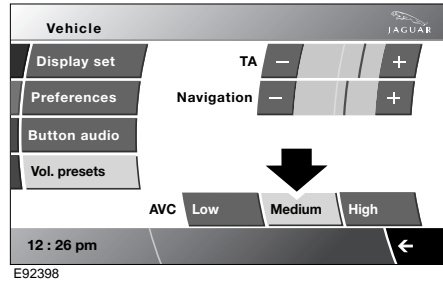 Vehicle
JAGUAR
Display set
TA − +
Preferences
Navigation − +
Button audio
Vol. presets
AVC Low Medium High
12 : 26 pm
E92398